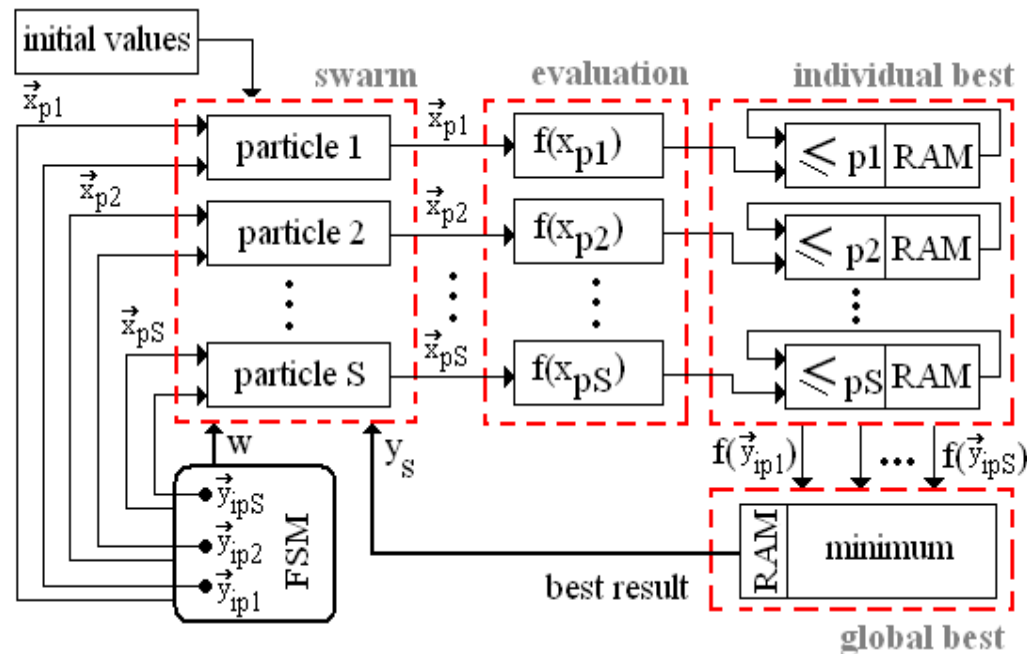 initial values
swarm
evaluation
individual best
x⃗p1
particle 1
x⃗p1
f(xp1)
≤ p1 RAM
x⃗p2
particle 2
x⃗p2
f(xp2)
≤ p2 RAM
x⃗pS
particle S
x⃗pS
f(xpS)
≤ pS RAM
w
ys
f(y⃗ip1)
f(y⃗ipS)
y⃗ipS
y⃗ip2
y⃗ip1
FSM
RAM
minimum
best result
global best